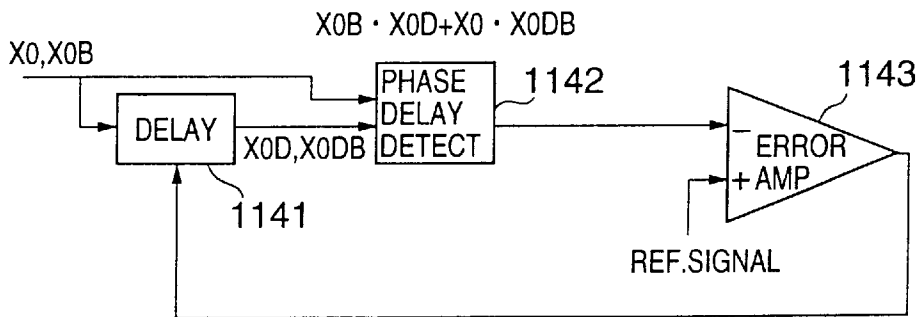 X0B · X0D+X0 · X0DB
X0,X0B
PHASE
DELAY
DETECT
1142
1143
DELAY
X0D,X0DB
1141
−
ERROR
+ AMP
REF.SIGNAL